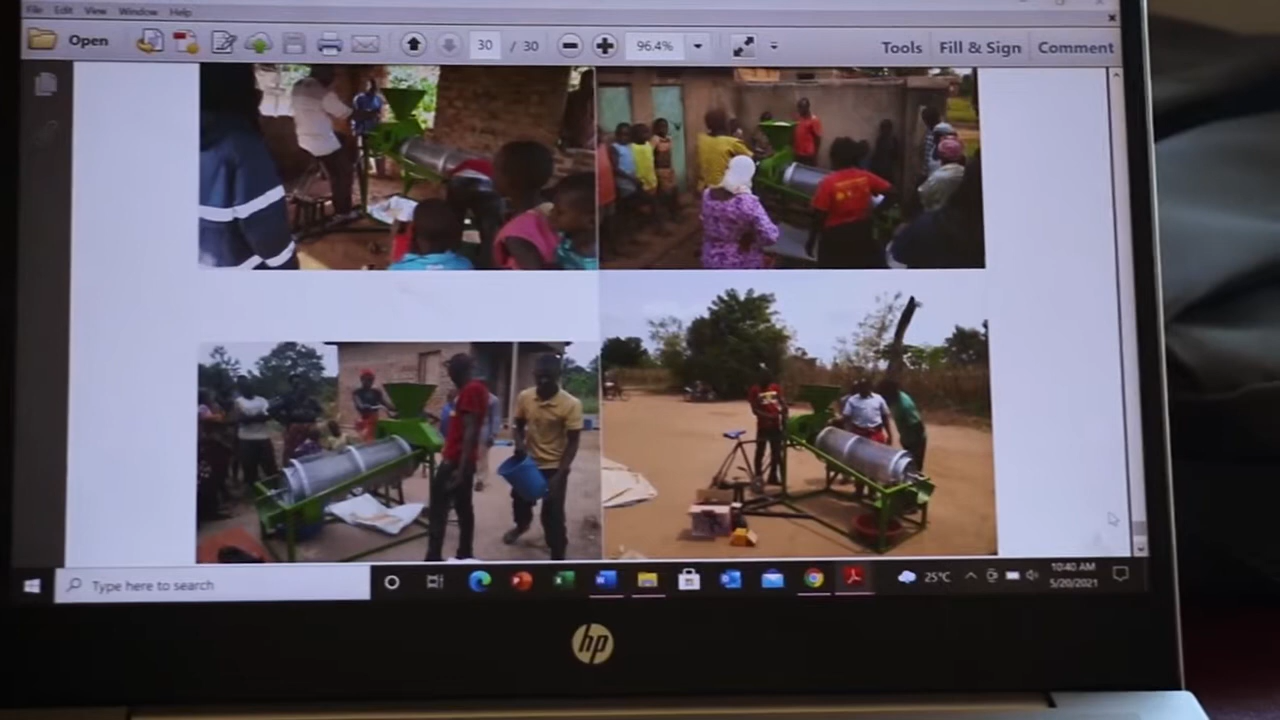 File Edit View Window Help
Open 30 / 30 96.4% Tools Fill & Sign Comment
Type here to search 25°C 10:40 AM
5/20/2021
hp